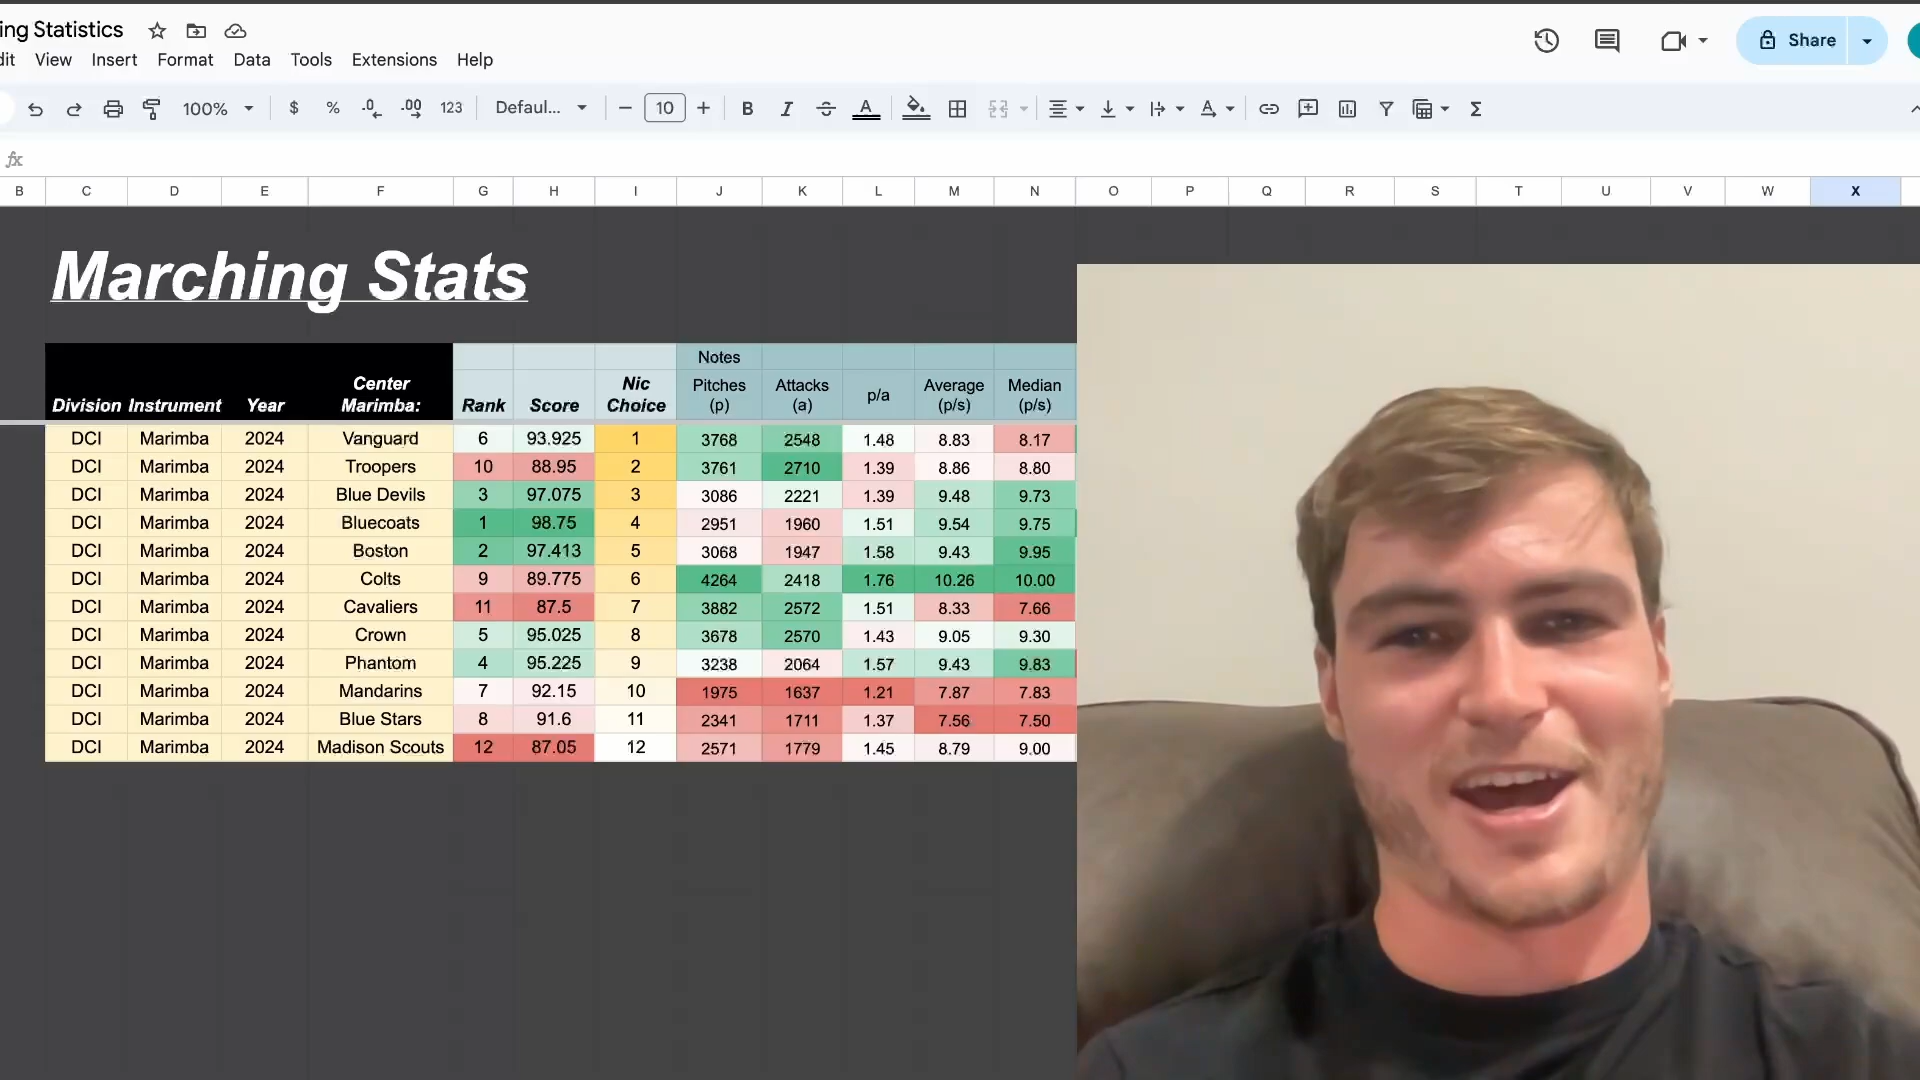 ing Statistics
dit View Insert Format Data Tools Extensions Help
Share
100% $ % .0 .00 123 Defaul... 10 B I A
fx
B C D E F G H I J K L M N O P Q R S T U V W X
Marching Stats
Notes
Division Instrument Year Center Marimba: Rank Score Nic Choice Pitches (p) Attacks (a) p/a Average (p/s) Median (p/s)
DCI Marimba 2024 Vanguard 6 93.925 1 3768 2548 1.48 8.83 8.17
DCI Marimba 2024 Troopers 10 88.95 2 3761 2710 1.39 8.86 8.80
DCI Marimba 2024 Blue Devils 3 97.075 3 3086 2221 1.39 9.48 9.73
DCI Marimba 2024 Bluecoats 1 98.75 4 2951 1960 1.51 9.54 9.75
DCI Marimba 2024 Boston 2 97.413 5 3068 1947 1.58 9.43 9.95
DCI Marimba 2024 Colts 9 89.775 6 4264 2418 1.76 10.26 10.00
DCI Marimba 2024 Cavaliers 11 87.5 7 3882 2572 1.51 8.33 7.66
DCI Marimba 2024 Crown 5 95.025 8 3678 2570 1.43 9.05 9.30
DCI Marimba 2024 Phantom 4 95.225 9 3238 2064 1.57 9.43 9.83
DCI Marimba 2024 Mandarins 7 92.15 10 1975 1637 1.21 7.87 7.83
DCI Marimba 2024 Blue Stars 8 91.6 11 2341 1711 1.37 7.56 7.50
DCI Marimba 2024 Madison Scouts 12 87.05 12 2571 1779 1.45 8.79 9.00